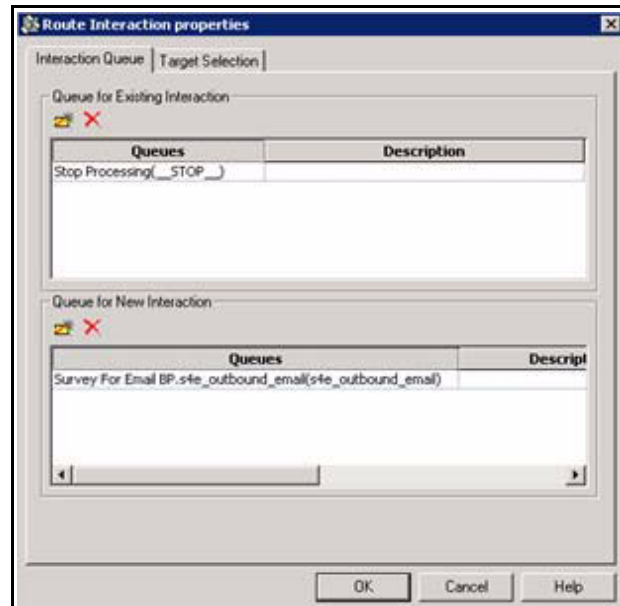 Route Interaction properties
Interaction Queue Target Selection
Queue for Existing Interaction
Queues Description
Stop Processing(__STOP__)
Queue for New Interaction
Queues Descript
Survey For Email BP.s4e_outbound_email(s4e_outbound_email)
OK Cancel Help